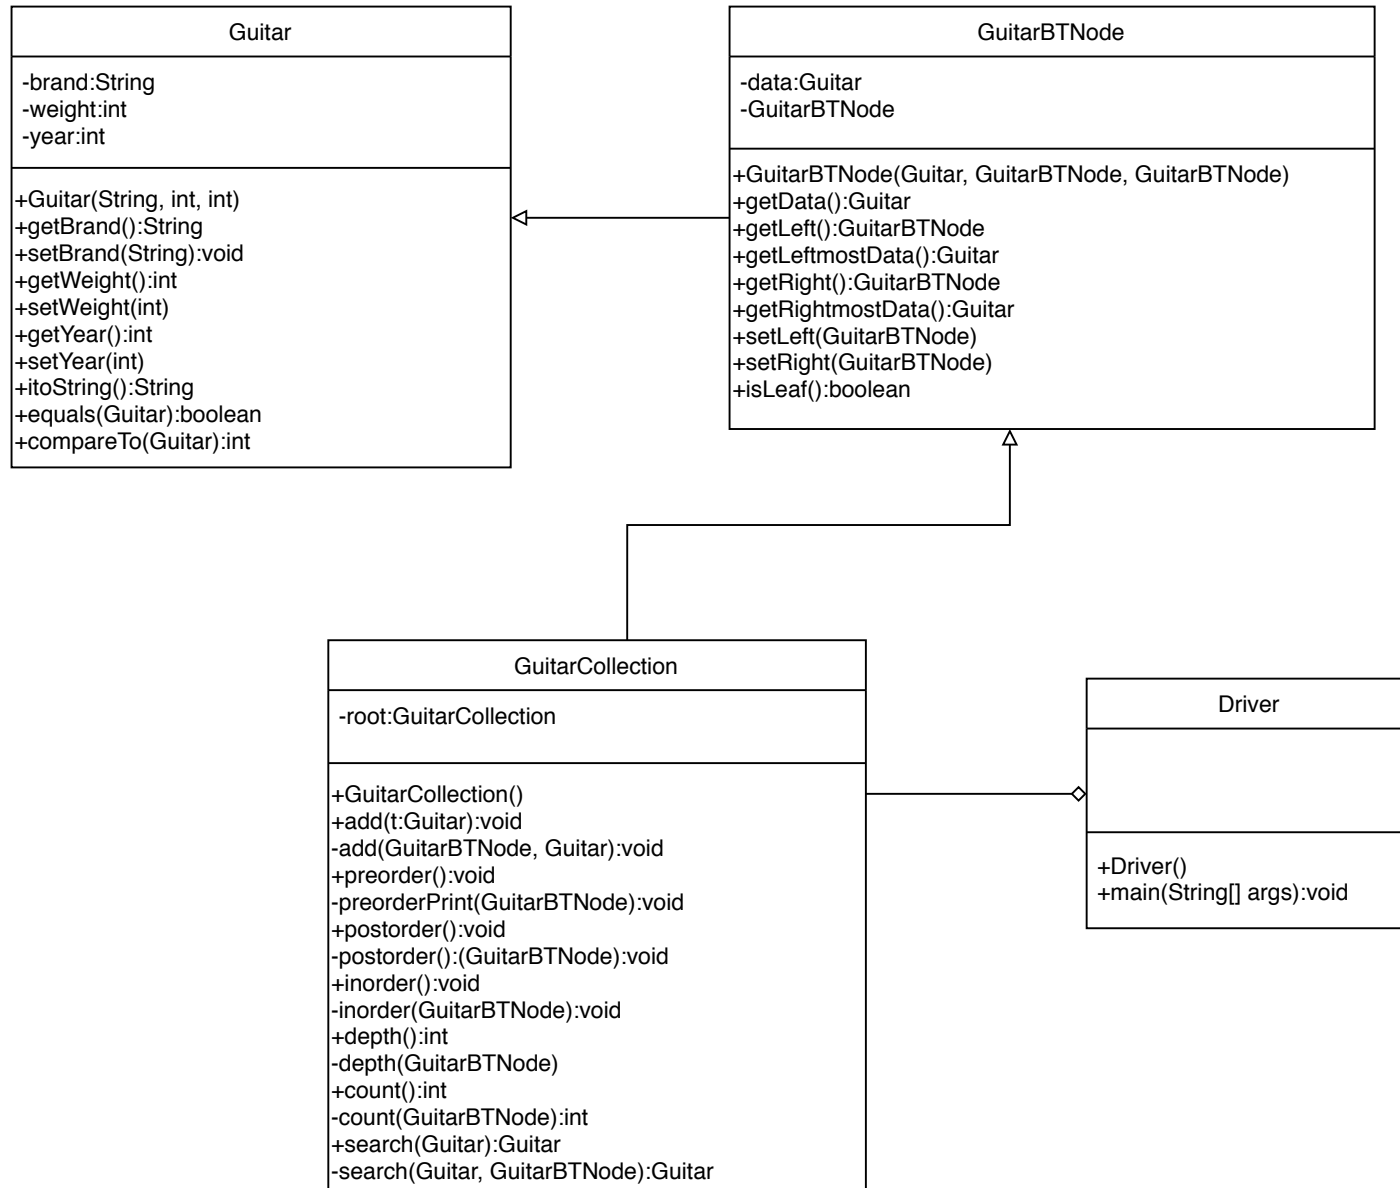 Guitar
-brand:String
-weight:int
-year:int
+Guitar(String, int, int)
+getBrand():String
+setBrand(String):void
+getWeight():int
+setWeight(int)
+getYear():int
+setYear(int)
+itoString():String
+equals(Guitar):boolean
+compareTo(Guitar):int
GuitarBTNode
-data:Guitar
-GuitarBTNode
+GuitarBTNode(Guitar, GuitarBTNode, GuitarBTNode)
+getData():Guitar
+getLeft():GuitarBTNode
+getLeftmostData():Guitar
+getRight():GuitarBTNode
+getRightmostData():Guitar
+setLeft(GuitarBTNode)
+setRight(GuitarBTNode)
+isLeaf():boolean
GuitarCollection
-root:GuitarCollection
+GuitarCollection()
+add(t:Guitar):void
-add(GuitarBTNode, Guitar):void
+preorder():void
-preorderPrint(GuitarBTNode):void
+postorder():void
-postorder():(GuitarBTNode):void
+inorder():void
-inorder(GuitarBTNode):void
+depth():int
-depth(GuitarBTNode)
+count():int
-count(GuitarBTNode):int
+search(Guitar):Guitar
-search(Guitar, GuitarBTNode):Guitar
Driver
+Driver()
+main(String[] args):void